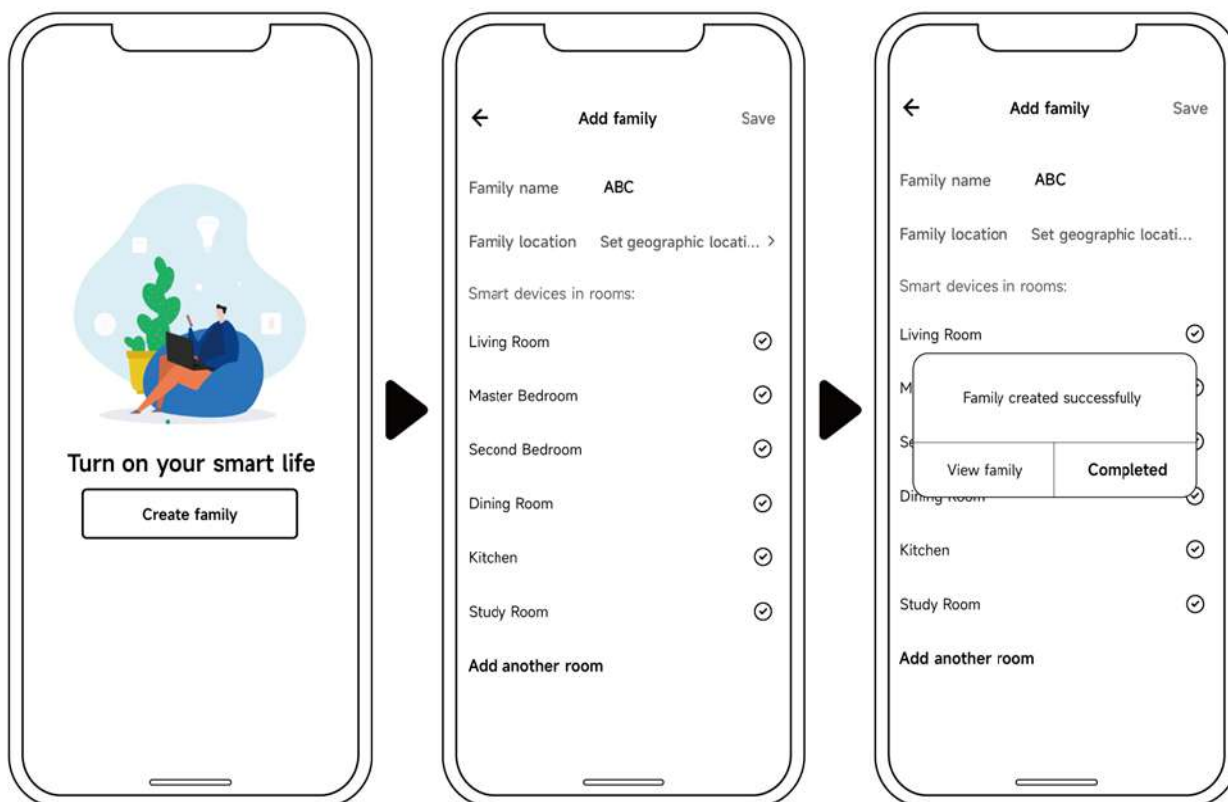 Turn on your smart life
Create family
Add family
Save
Family name
ABC
Family location
Set geographic locati...
Smart devices in rooms:
Living Room
Master Bedroom
Second Bedroom
Dining Room
Kitchen
Study Room
Add another room
Add family
Save
Family name
ABC
Family location
Set geographic locati...
Smart devices in rooms:
Living Room
M
Family created successfully
Se
View family
Completed
Dining Room
Kitchen
Study Room
Add another room